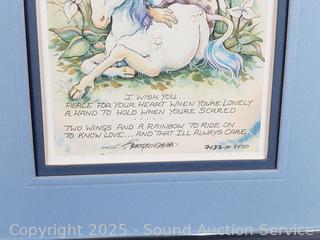 I WISH YOU...
PEACE FOR YOUR HEART WHEN YOU'RE LONELY
A HAND TO HOLD WHEN YOU'RE SCARED
.....
TWO WINGS AND A RAINBOW TO RIDE ON
TO KNOW LOVE... AND THAT I'LL ALWAYS CARE.
7132 OF 7500
Copyright 2025 - Sound Auction Service